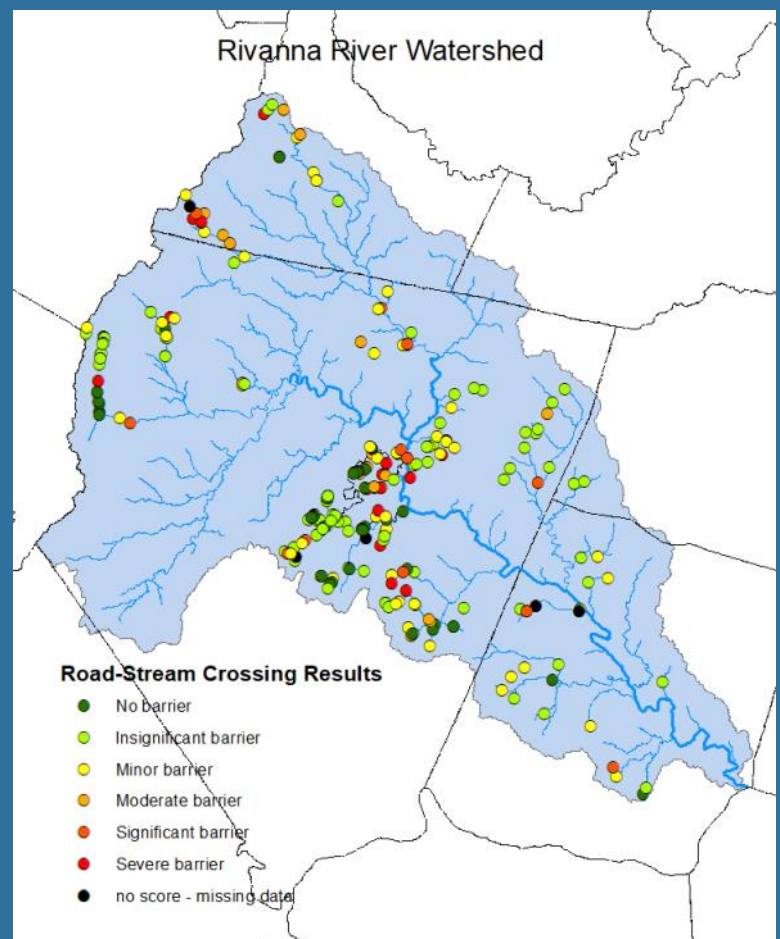 Rivanna River Watershed
Road-Stream Crossing Results
No barrier
Insignificant barrier
Minor barrier
Moderate barrier
Significant barrier
Severe barrier
no score - missing data